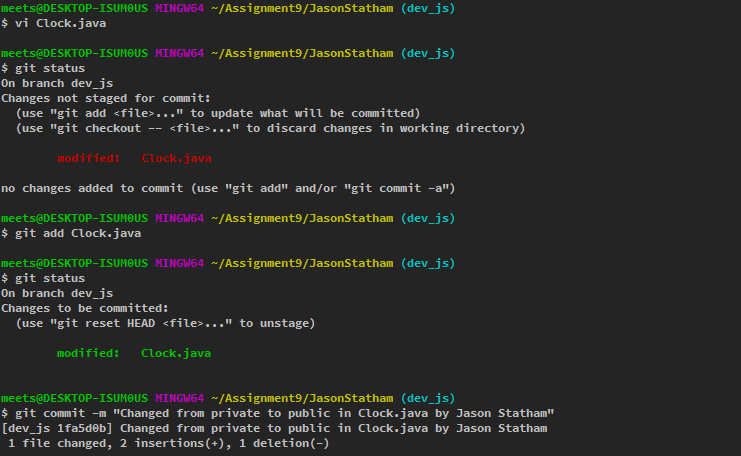 meets@DESKTOP-ISUM0US MINGW64 ~/Assignment9/JasonStatham (dev_js)
$ vi Clock.java
meets@DESKTOP-ISUM0US MINGW64 ~/Assignment9/JasonStatham (dev_js)
$ git status
On branch dev_js
Changes not staged for commit:
  (use "git add <file>..." to update what will be committed)
  (use "git checkout -- <file>..." to discard changes in working directory)
        modified:   Clock.java
no changes added to commit (use "git add" and/or "git commit -a")
meets@DESKTOP-ISUM0US MINGW64 ~/Assignment9/JasonStatham (dev_js)
$ git add Clock.java
meets@DESKTOP-ISUM0US MINGW64 ~/Assignment9/JasonStatham (dev_js)
$ git status
On branch dev_js
Changes to be committed:
  (use "git reset HEAD <file>..." to unstage)
        modified:   Clock.java
meets@DESKTOP-ISUM0US MINGW64 ~/Assignment9/JasonStatham (dev_js)
$ git commit -m "Changed from private to public in Clock.java by Jason Statham"
[dev_js 1fa5d0b] Changed from private to public in Clock.java by Jason Statham
 1 file changed, 2 insertions(+), 1 deletion(-)